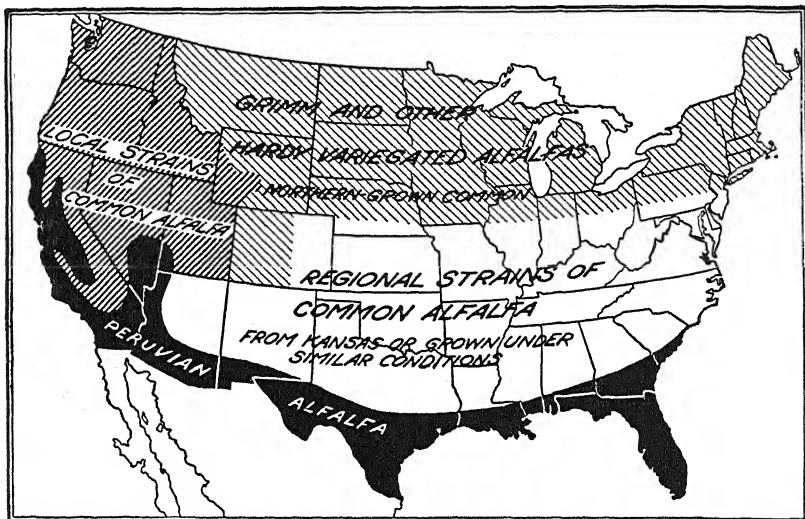 GRIMM AND OTHER
HARDY VARIEGATED ALFALFAS
NORTHERN-GROWN COMMON
LOCAL STRAINS
OF
COMMON ALFALFA
REGIONAL STRAINS OF
COMMON ALFALFA
FROM KANSAS OR GROWN UNDER
SIMILAR CONDITIONS
PERUVIAN
ALFALFA